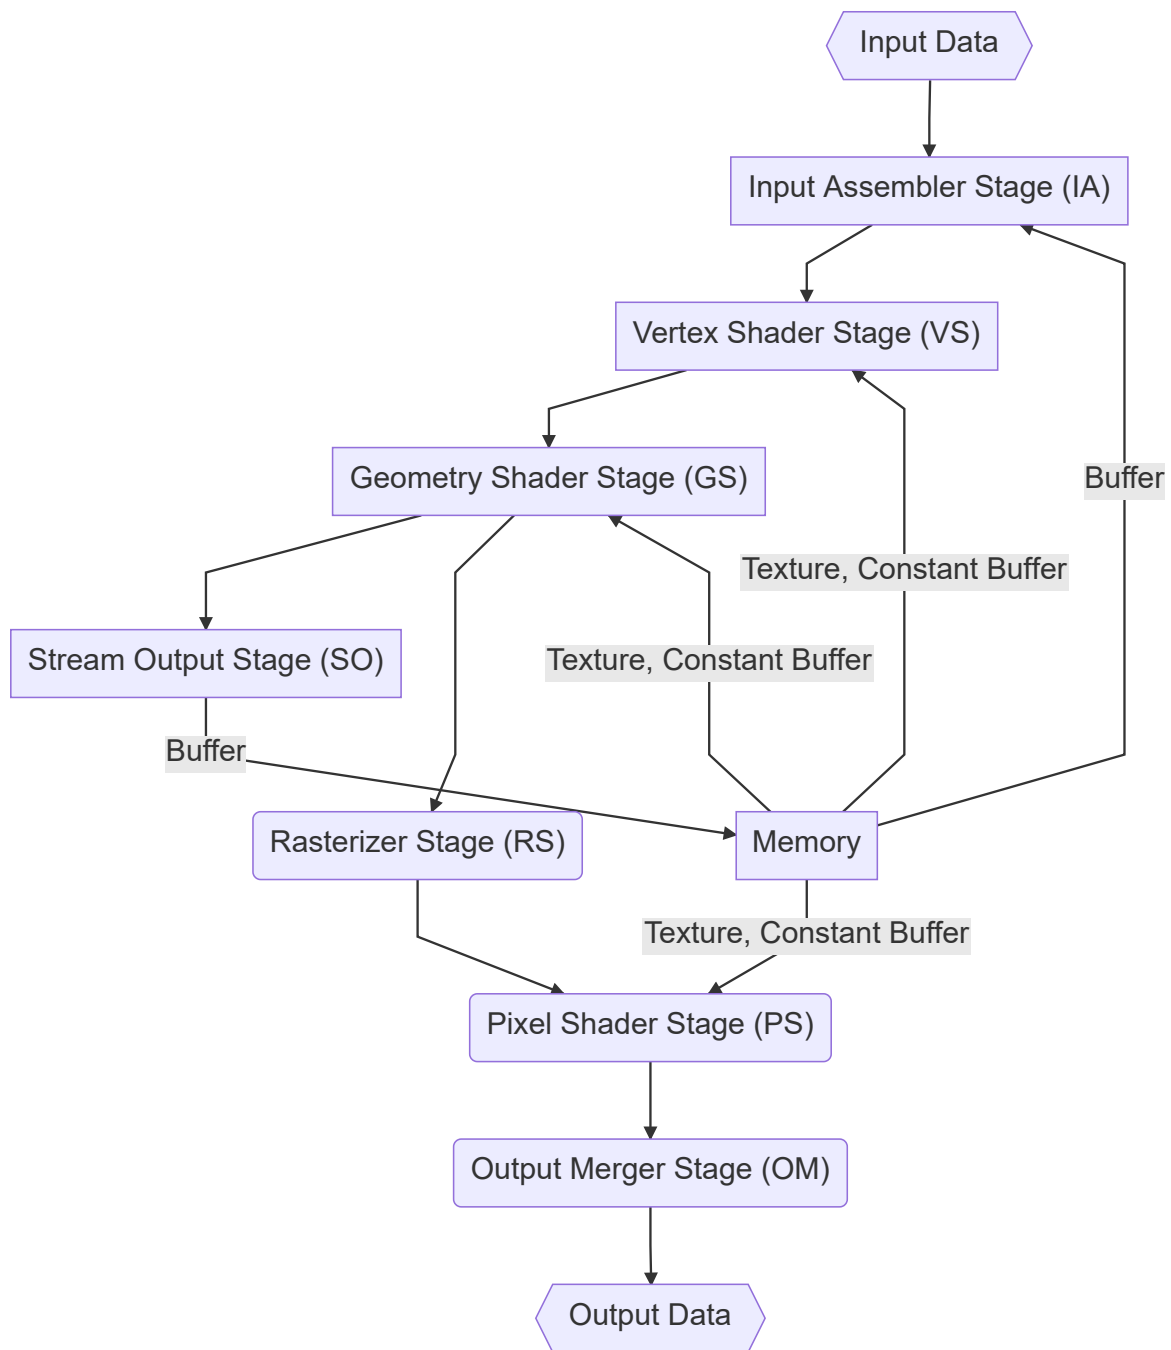 Input Data
Input Assembler Stage (IA)
Vertex Shader Stage (VS)
Geometry Shader Stage (GS)
Buffer
Texture, Constant Buffer
Stream Output Stage (SO)
Texture, Constant Buffer
Buffer
Rasterizer Stage (RS)
Memory
Texture, Constant Buffer
Pixel Shader Stage (PS)
Output Merger Stage (OM)
Output Data